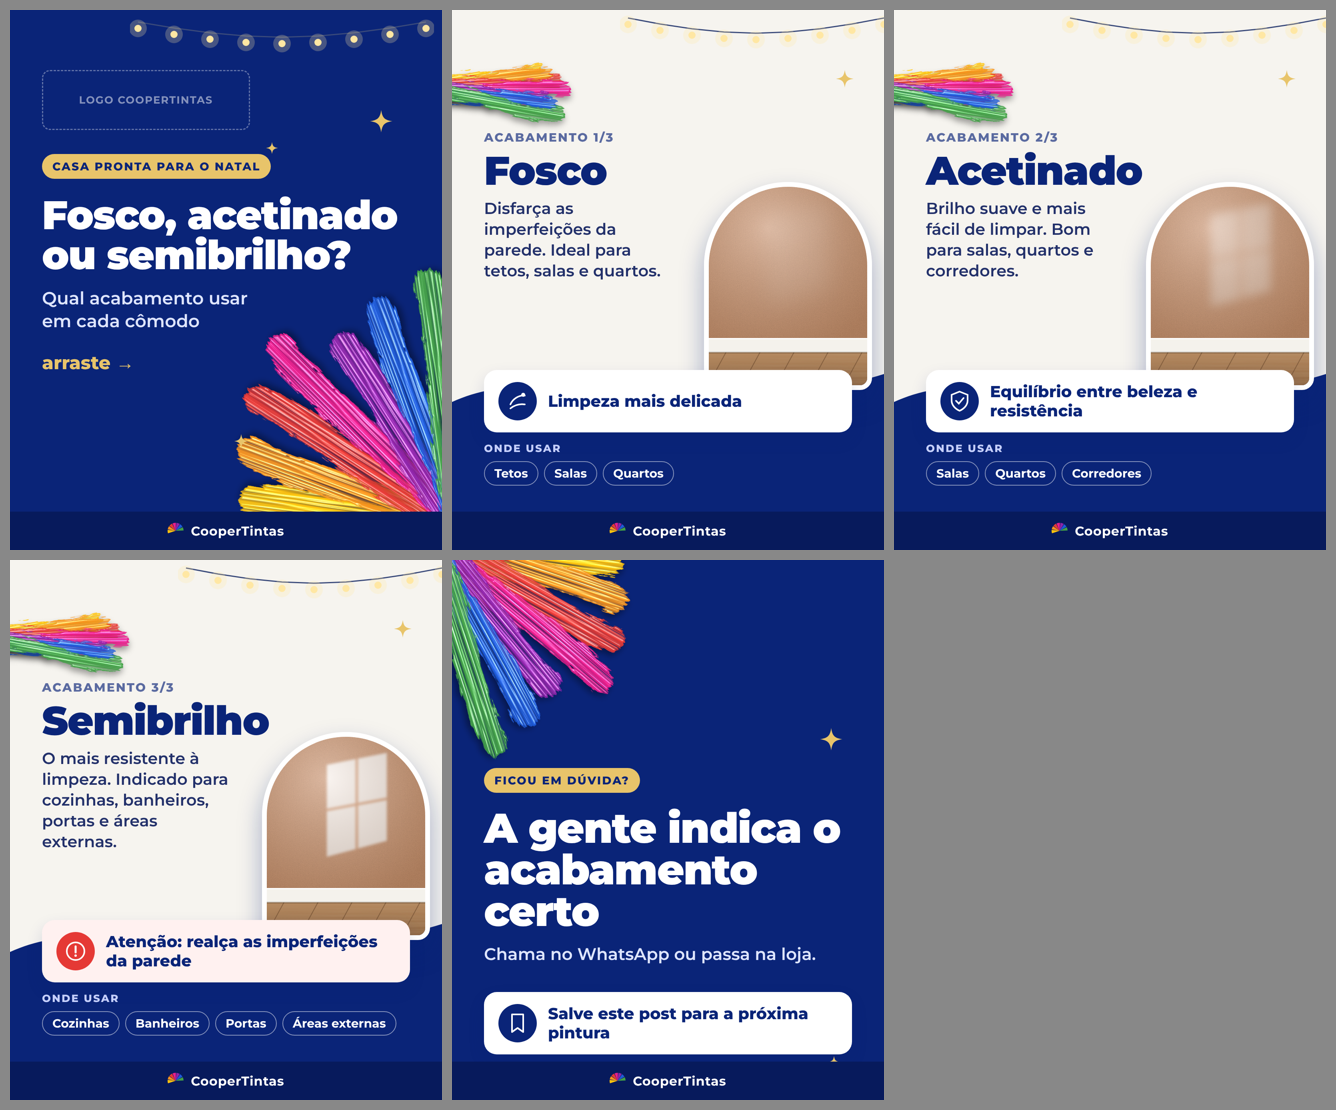 LOGO COOPERTINTAS
CASA PRONTA PARA O NATAL
Fosco, acetinado
ou semibrilho?
Qual acabamento usar
em cada cômodo
arraste →
CooperTintas
ACABAMENTO 1/3
Fosco
Disfarça as
imperfeições da
parede. Ideal para
tetos, salas e quartos.
Limpeza mais delicada
ONDE USAR
Tetos
Salas
Quartos
CooperTintas
ACABAMENTO 2/3
Acetinado
Brilho suave e mais
fácil de limpar. Bom
para salas, quartos e
corredores.
Equilíbrio entre beleza e
resistência
ONDE USAR
Salas
Quartos
Corredores
CooperTintas
ACABAMENTO 3/3
Semibrilho
O mais resistente à
limpeza. Indicado para
cozinhas, banheiros,
portas e áreas
externas.
Atenção: realça as imperfeições
da parede
ONDE USAR
Cozinhas
Banheiros
Portas
Áreas externas
CooperTintas
FICOU EM DÚVIDA?
A gente indica o
acabamento
certo
Chama no WhatsApp ou passa na loja.
Salve este post para a próxima
pintura
CooperTintas